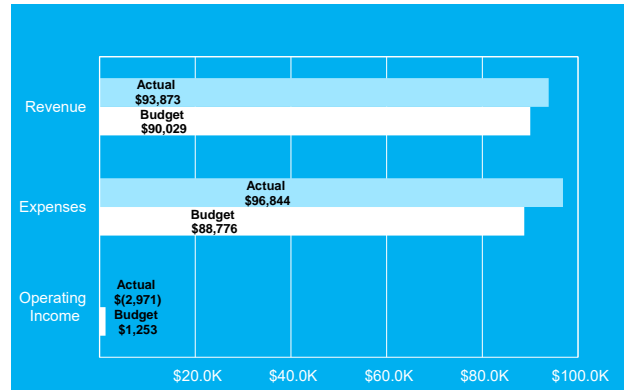 Revenue
Actual
$93,873
Budget
$90,029
Expenses
Actual
$96,844
Budget
$88,776
Operating
Income
Actual
$(2,971)
Budget
$1,253
$20.0K $40.0K $60.0K $80.0K $100.0K